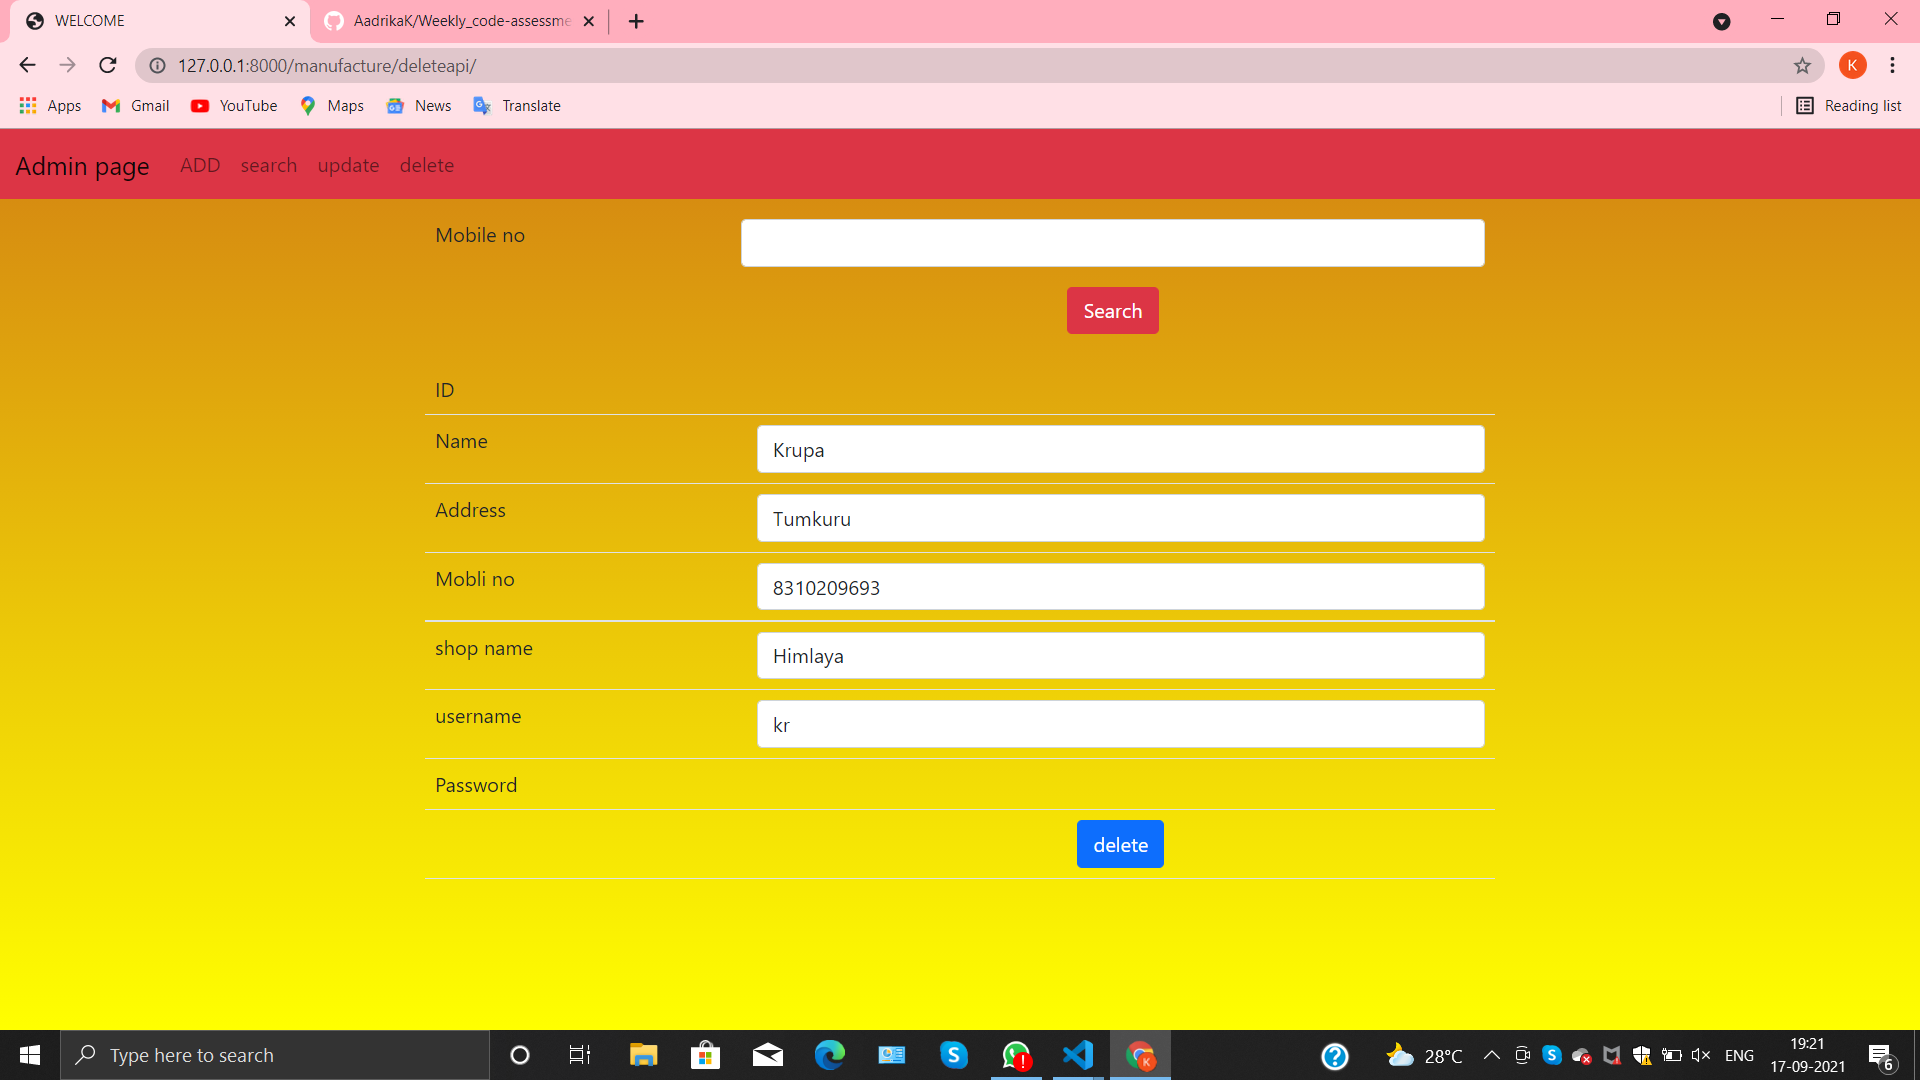 WELCOME
AadrikaK/Weekly_code-assessme
127.0.0.1:8000/manufacture/deleteapi/
K
Apps
Gmail
YouTube
Maps
News
Translate
Reading list
Admin page
ADD
search
update
delete
Mobile no
Search
ID
Name
Krupa
Address
Tumkuru
Mobli no
8310209693
shop name
Himlaya
username
kr
Password
delete
Type here to search
28°C
ENG
19:21
17-09-2021
6